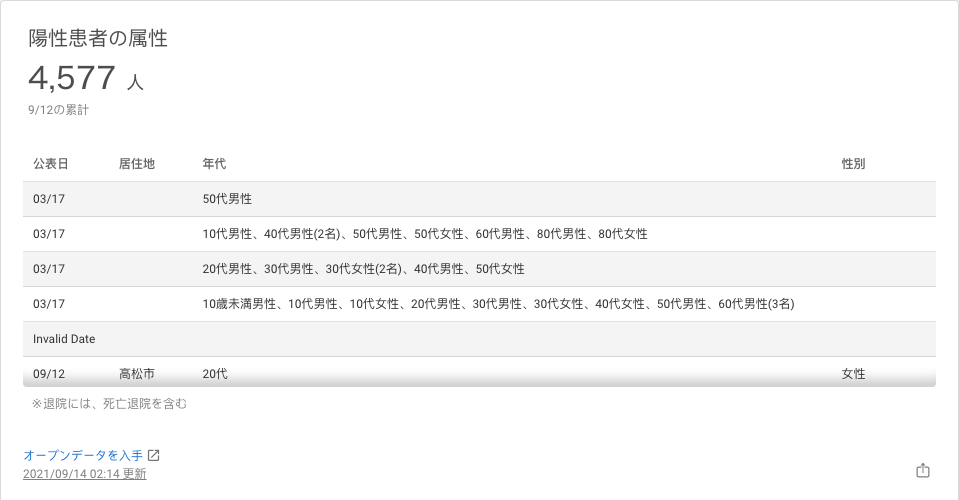 陽性患者の属性
4,577 人
9/12の累計
公表日 居住地 年代 性別
03/17 50代男性
03/17 10代男性、40代男性(2名)、50代男性、50代女性、60代男性、80代男性、80代女性
03/17 20代男性、30代男性、30代女性(2名)、40代男性、50代女性
03/17 10歳未満男性、10代男性、10代女性、20代男性、30代男性、30代女性、40代女性、50代男性、60代男性(3名)
Invalid Date
09/12 高松市 20代 女性
※退院には、死亡退院を含む
オープンデータを入手
2021/09/14 02:14 更新